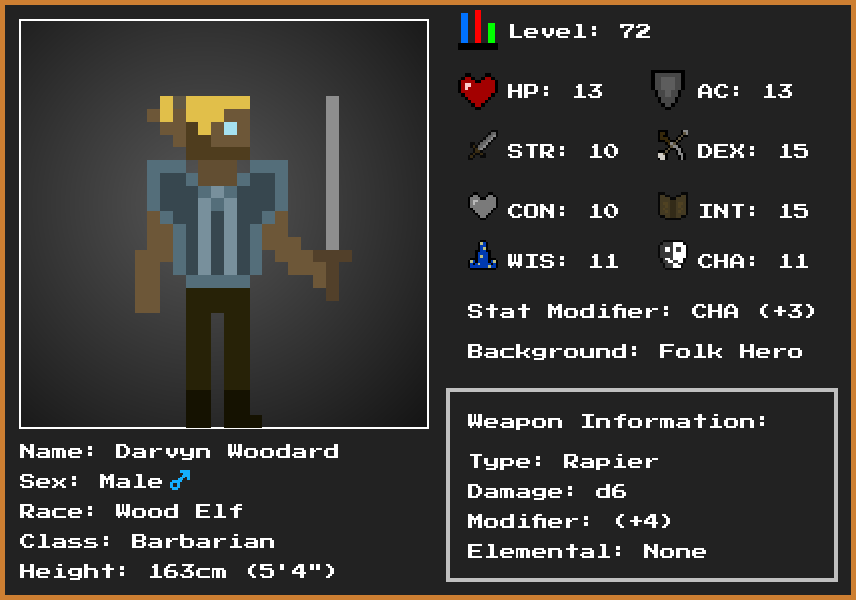 Level: 72
HP: 13 AC: 13
STR: 10 DEX: 15
CON: 10 INT: 15
WIS: 11 CHA: 11
Stat Modifier: CHA (+3)
Background: Folk Hero
Weapon Information:
Type: Rapier
Damage: d6
Modifier: (+4)
Elemental: None
Name: Darvyn Woodard
Sex: Male♂
Race: Wood Elf
Class: Barbarian
Height: 163cm (5'4")